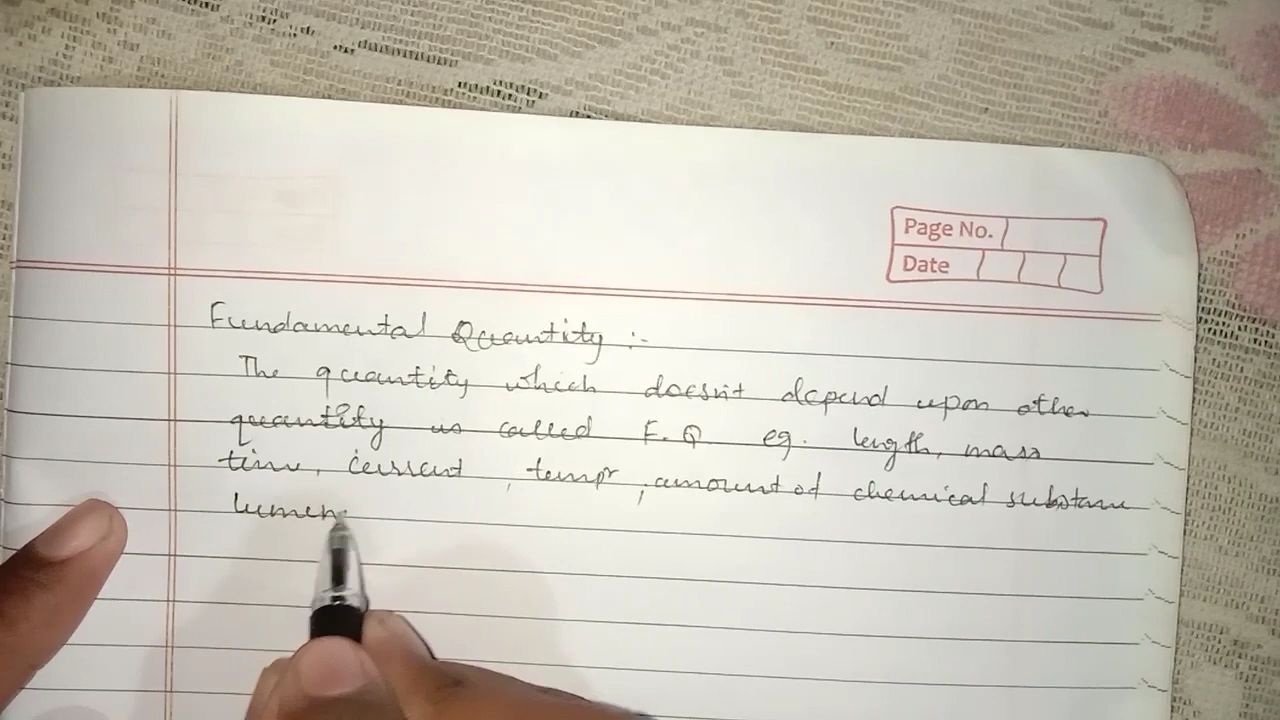 Page No.
Date
Fundamental Quantity :-
The quantity which doesn't depend upon other
quantity is called F.Q eg. length, mass
time, current , tempr , amount of chemical substance
lumen